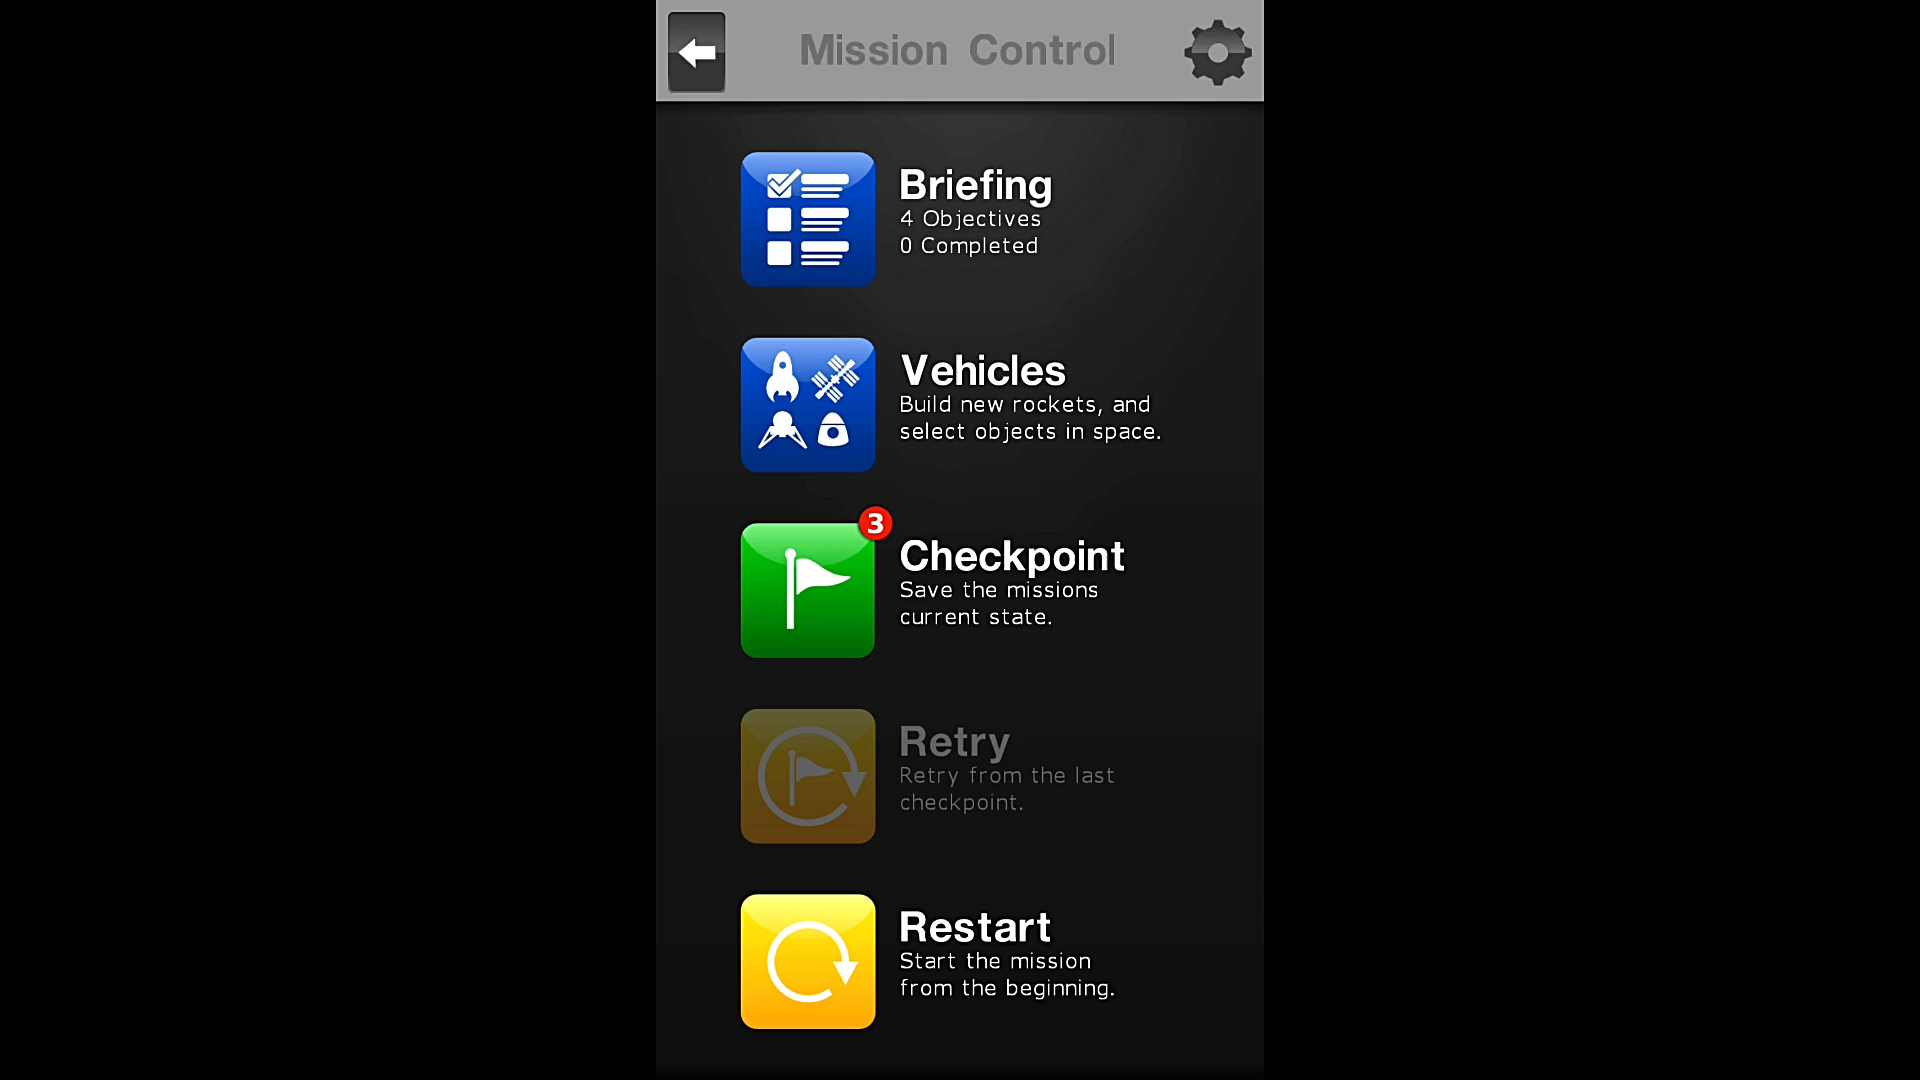 Mission Control
Briefing
4 Objectives
0 Completed
Vehicles
Build new rockets, and
select objects in space.
3
Checkpoint
Save the missions
current state.
Retry
Retry from the last
checkpoint.
Restart
Start the mission
from the beginning.